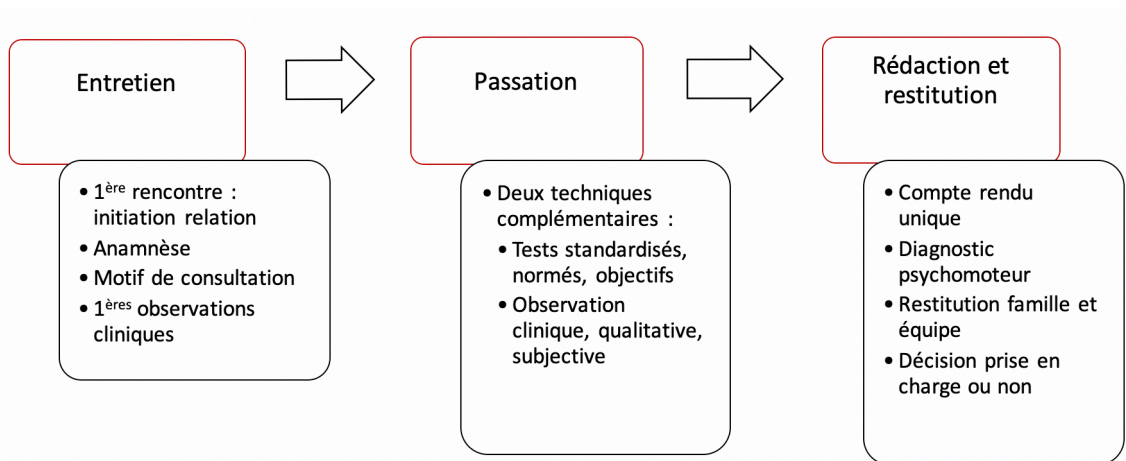 Entretien
• 1ère rencontre :
initiation relation
• Anamnèse
• Motif de consultation
• 1ères observations
cliniques
Passation
• Deux techniques
complémentaires :
• Tests standardisés,
normés, objectifs
• Observation
clinique, qualitative,
subjective
Rédaction et
restitution
• Compte rendu
unique
• Diagnostic
psychomoteur
• Restitution famille et
équipe
• Décision prise en
charge ou non